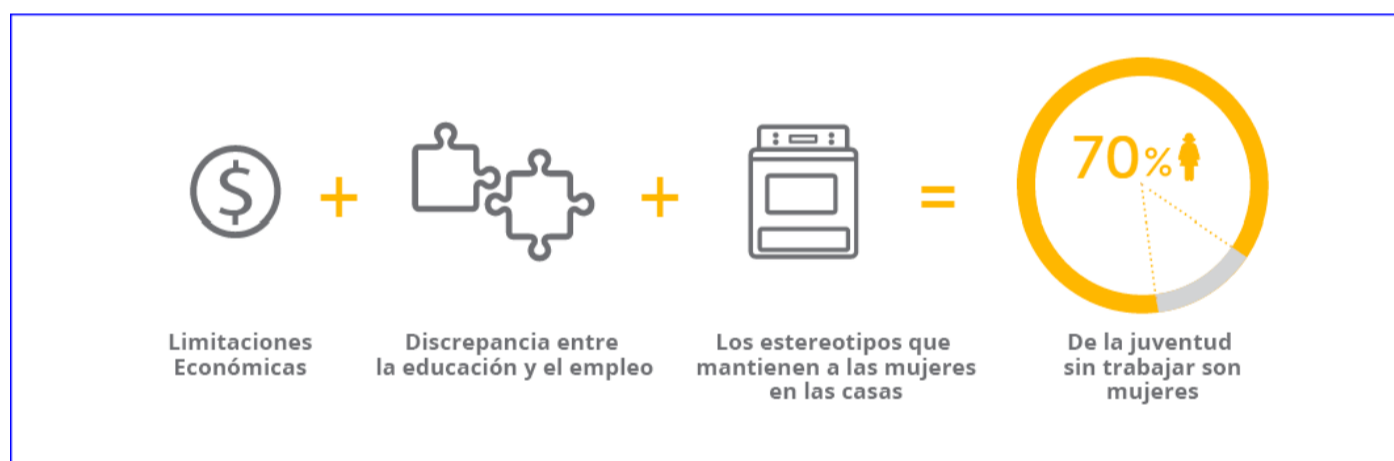 $ + + = 70%
Limitaciones
Económicas
Discrepancia entre
la educación y el empleo
Los estereotipos que
mantienen a las mujeres
en las casas
De la juventud
sin trabajar son
mujeres